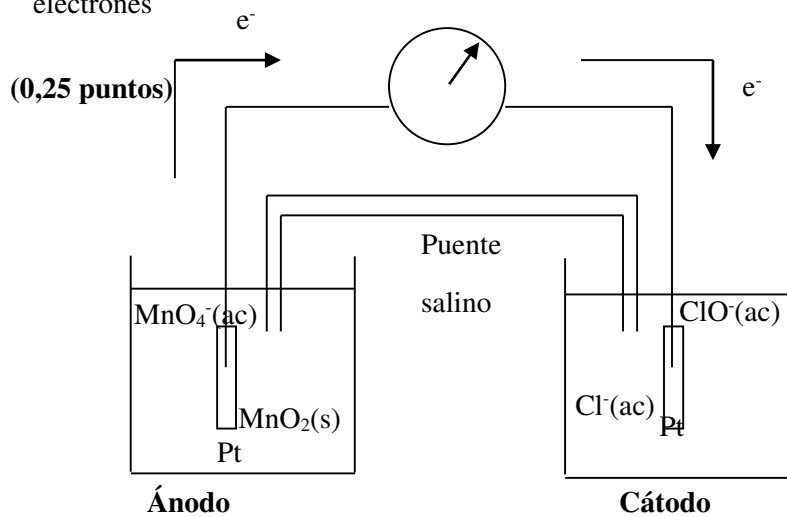 electrones
e⁻
(0,25 puntos)
e⁻
Puente
salino
MnO₄⁻(ac)
ClO⁻(ac)
MnO₂(s)
Cl⁻(ac)
Pt
Pt
Ánodo
Cátodo